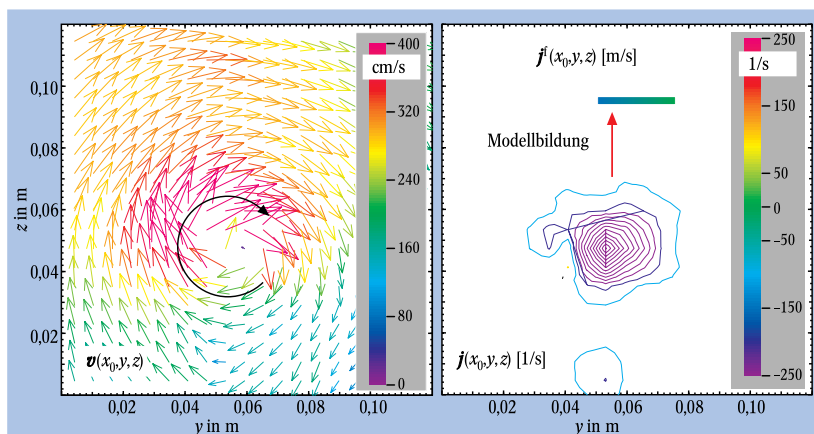 400
cm/s
320
240
160
80
0
0,10
0,08
0,06
0,04
0,02
z in m
v(x₀,y,z)
0,02 0,04 0,06 0,08 0,10
y in m
jᶠ(x₀,y,z) [m/s]
Modellbildung
j(x₀,y,z) [1/s]
250
1/s
150
50
0
−50
−150
−250
0,02 0,04 0,06 0,08 0,10
y in m